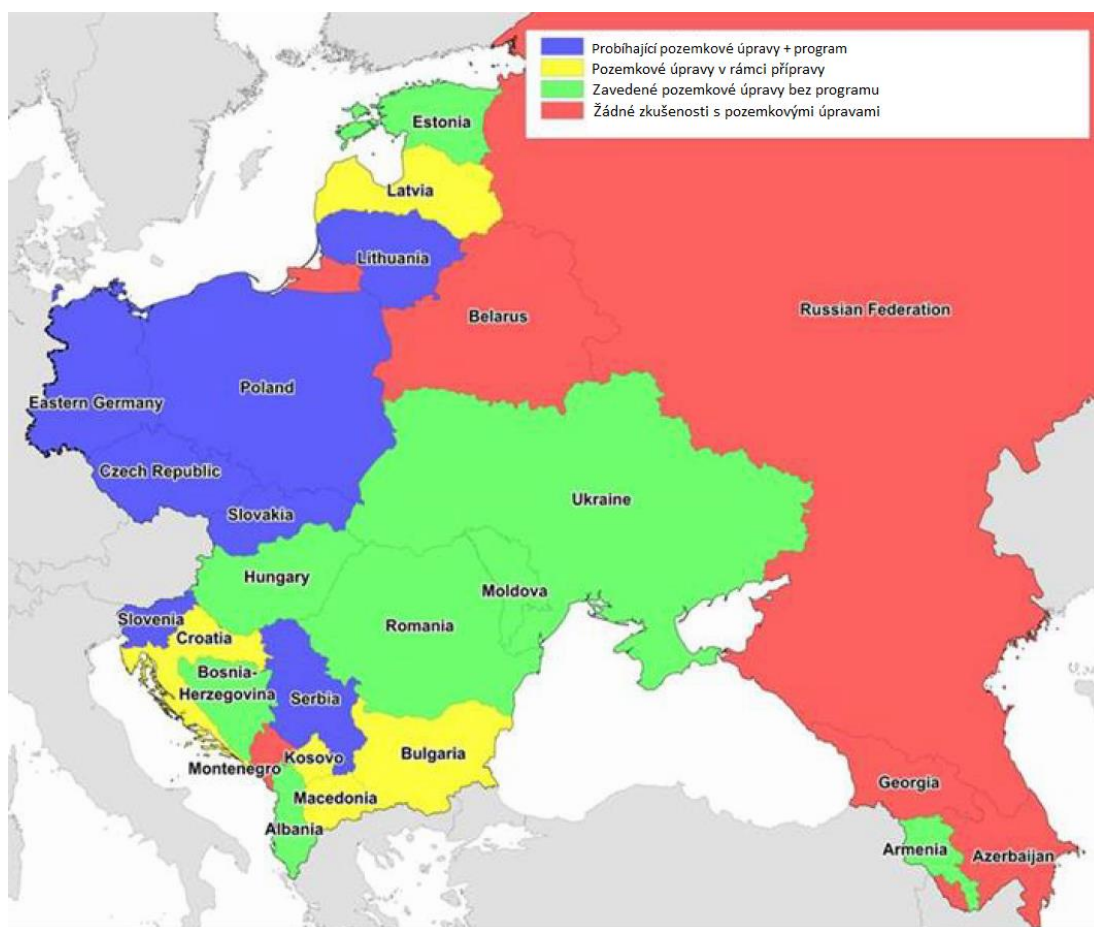 Probíhající pozemkové úpravy + program
Pozemkové úpravy v rámci přípravy
Zavedené pozemkové úpravy bez programu
Žádné zkušenosti s pozemkovými úpravami
Estonia
Latvia
Lithuania
Belarus
Russian Federation
Poland
Eastern Germany
Czech Republic
Slovakia
Ukraine
Hungary
Moldova
Slovenia
Romania
Croatia
Bosnia-
Herzegovina
Serbia
Bulgaria
Kosovo
Montenegro
Macedonia
Albania
Georgia
Armenia
Azerbaijan